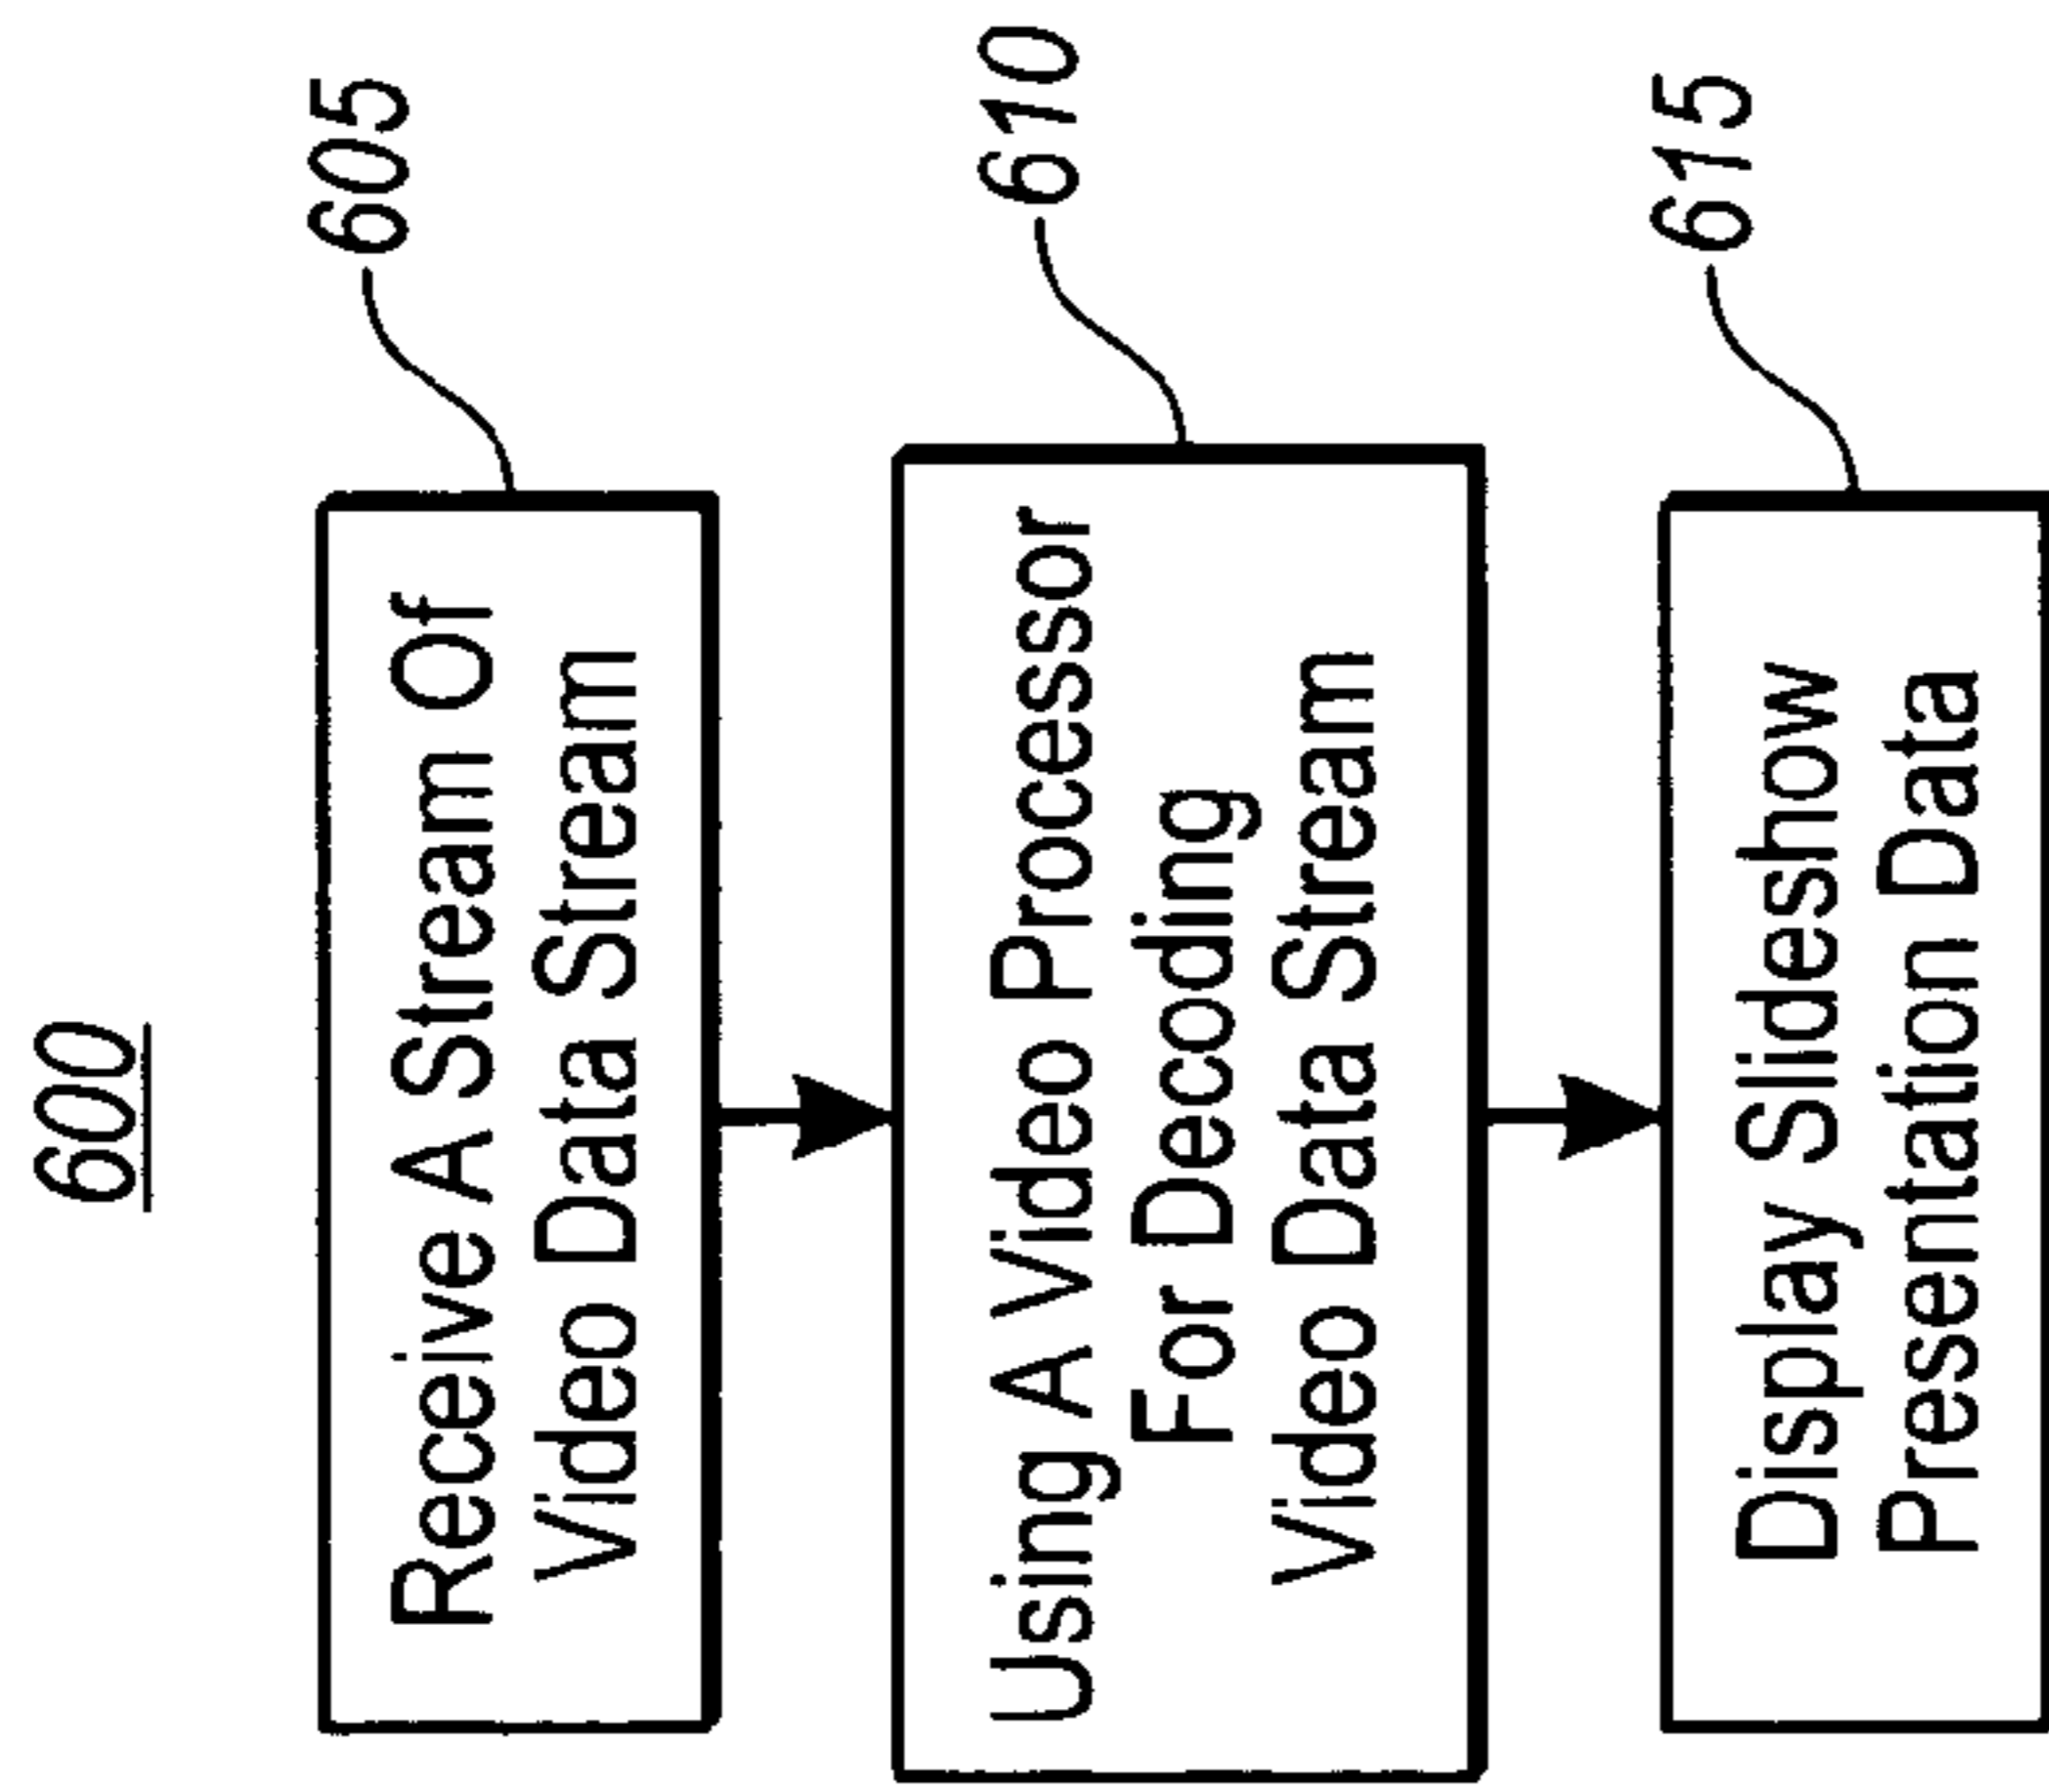 600
Receive A Stream Of
Video Data Stream
605
Using A Video Processor
For Decoding
Video Data Stream
610
Display Slideshow
Presentation Data
615